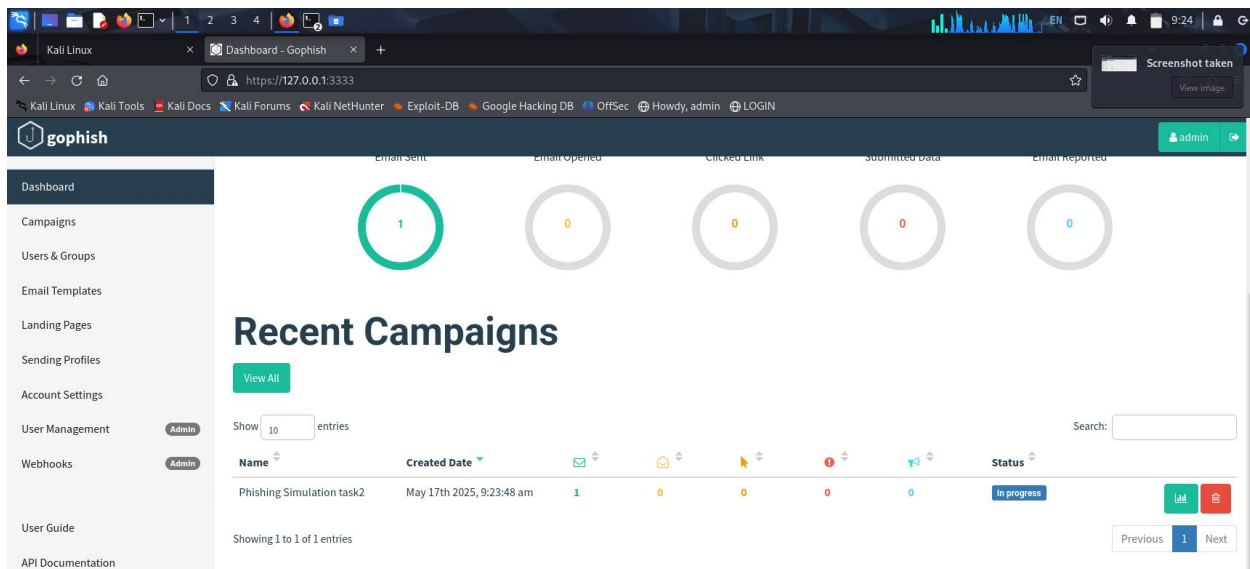 1 2 3 4 2 EN 9:24
Kali Linux × Dashboard - Gophish × +
Screenshot taken
View image
https://127.0.0.1:3333
Kali Linux Kali Tools Kali Docs Kali Forums Kali NetHunter Exploit-DB Google Hacking DB OffSec Howdy, admin LOGIN
gophish admin
Email Sent Email Opened Clicked Link Submitted Data Email Reported
Dashboard
1 0 0 0 0
Campaigns
Users & Groups
Email Templates
Landing Pages
Sending Profiles
Account Settings
User Management Admin
Webhooks Admin
User Guide
API Documentation
Recent Campaigns
View All
Show 10 entries Search:
Name Created Date Status
Phishing Simulation task2 May 17th 2025, 9:23:48 am 1 0 0 0 0 In progress
Showing 1 to 1 of 1 entries Previous 1 Next